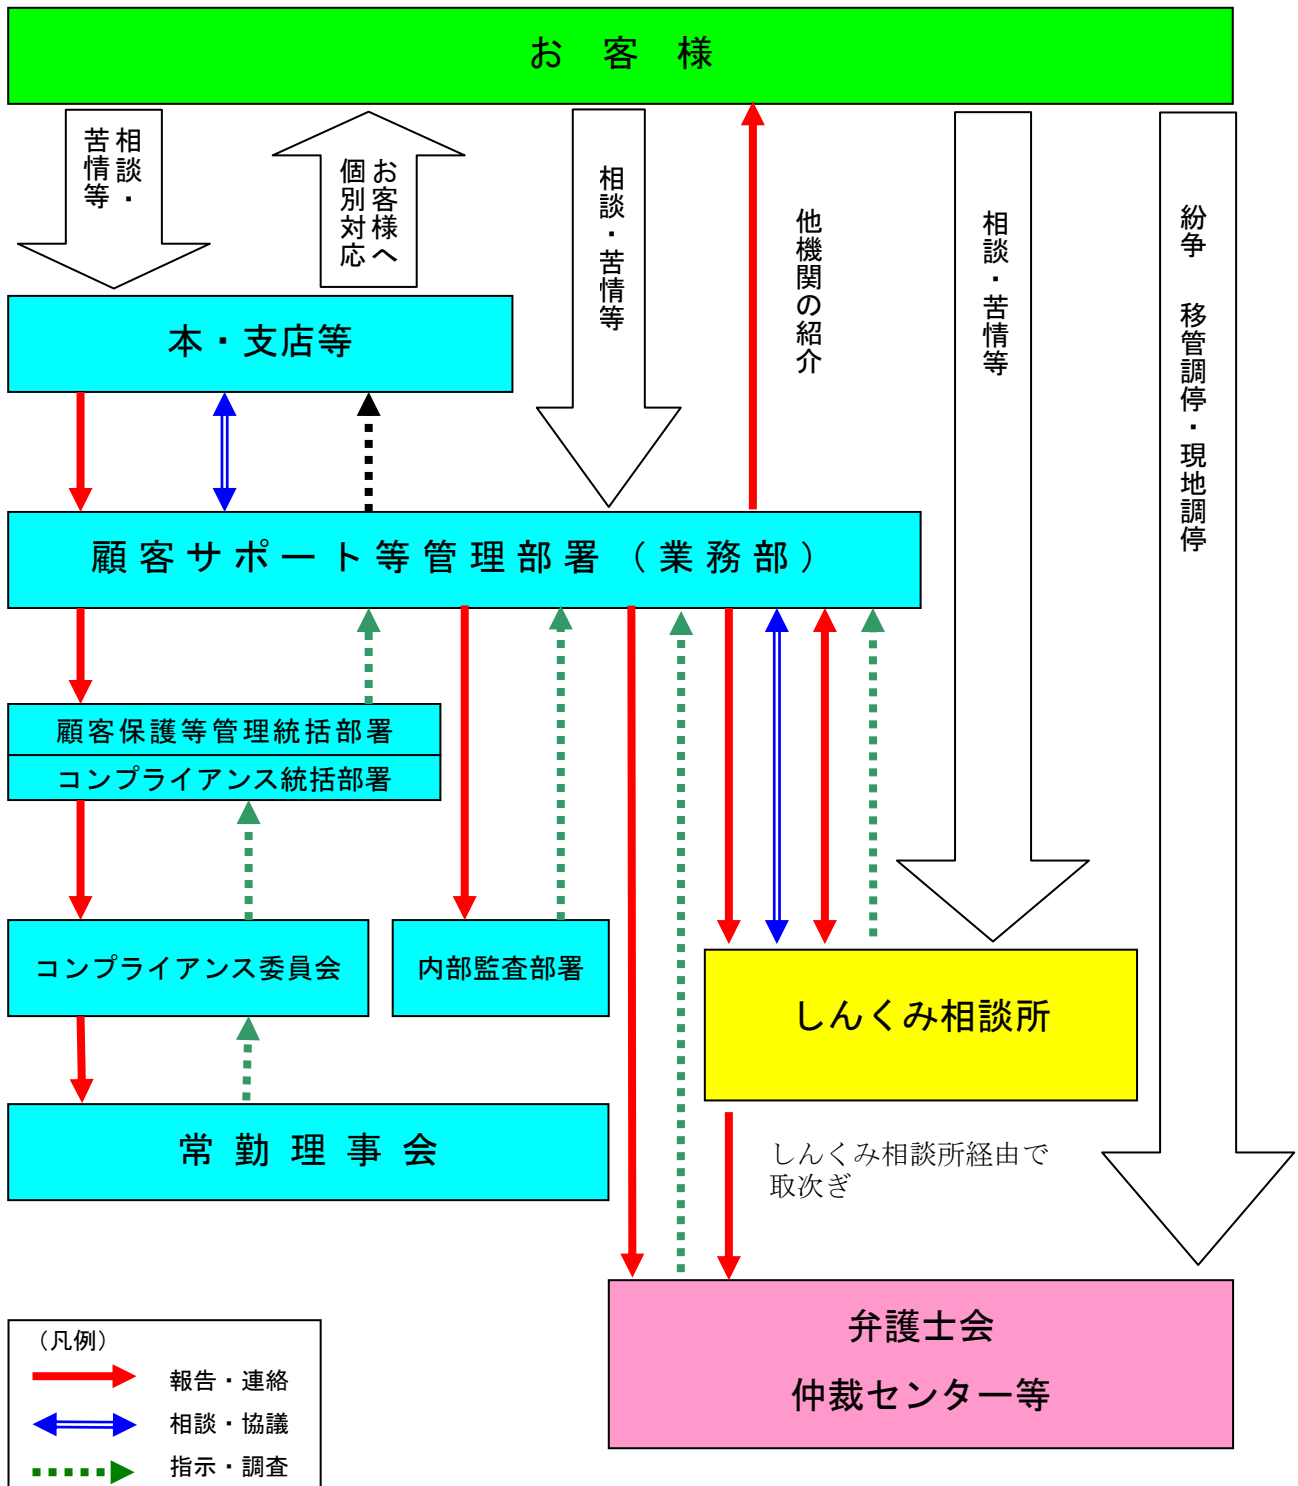 お 客 様
相談・
苦情等
お客様へ
個別対応
相談・苦情等
他機関の紹介
相談・苦情等
紛争 移管調停・現地調停
本・支店等
顧客サポート等管理部署（業務部）
顧客保護等管理統括部署
コンプライアンス統括部署
コンプライアンス委員会
内部監査部署
しんくみ相談所
常勤理事会
しんくみ相談所経由で
取次ぎ
弁護士会
仲裁センター等
（凡例）
報告・連絡
相談・協議
指示・調査